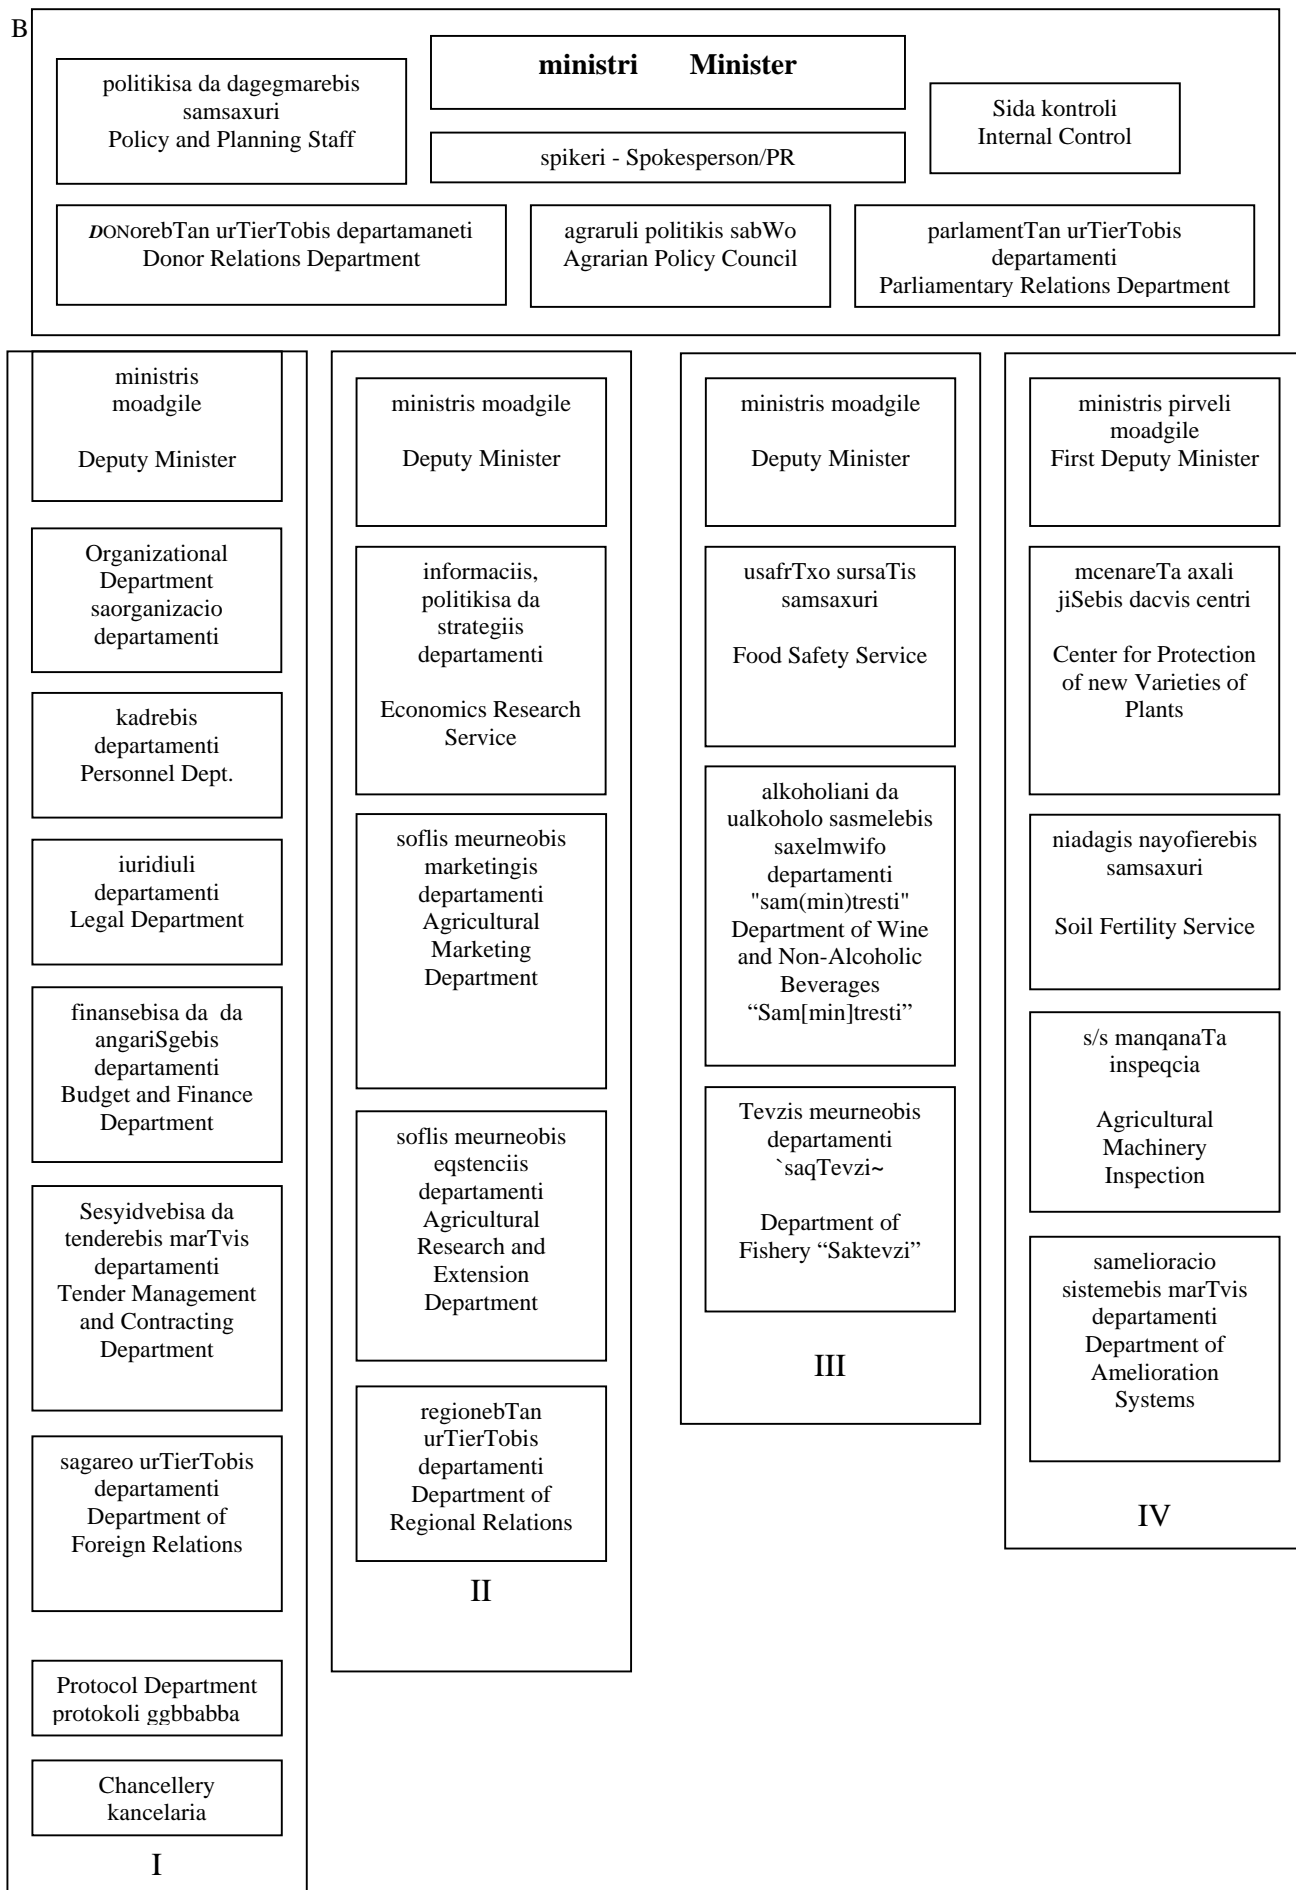 B
ministri Minister
politikisa da dagegmarebis
samsaxuri
Policy and Planning Staff
Sida kontroli
Internal Control
spikeri - Spokesperson/PR
DONorebTan urTierTobis departamaneti
Donor Relations Department
agraruli politikis sabWo
Agrarian Policy Council
parlamentTan urTierTobis
departamenti
Parliamentary Relations Department
ministris
moadgile
Deputy Minister
Organizational
Department
saorganizacio
departamenti
kadrebis
departamenti
Personnel Dept.
iuridiuli
departamenti
Legal Department
finansebisa da da
angariSgebis
departamenti
Budget and Finance
Department
Sesyidvebisa da
tenderebis marTvis
departamenti
Tender Management
and Contracting
Department
sagareo urTierTobis
departamenti
Department of
Foreign Relations
Protocol Department
protokoli ggbbabba
Chancellery
kancelaria
I
ministris moadgile
Deputy Minister
informaciis,
politikisa da
strategiis
departamenti
Economics Research
Service
soflis meurneobis
marketingis
departamenti
Agricultural
Marketing
Department
soflis meurneobis
eqstenciis
departamenti
Agricultural
Research and
Extension
Department
regionebTan
urTierTobis
departamenti
Department of
Regional Relations
II
ministris moadgile
Deputy Minister
usafrTxo sursaTis
samsaxuri
Food Safety Service
alkoholiani da
ualkoholo sasmelebis
saxelmwifo
departamenti
"sam(min)tresti"
Department of Wine
and Non-Alcoholic
Beverages
“Sam[min]tresti”
Tevzis meurneobis
departamenti
`saqTevzi~
Department of
Fishery “Saktevzi”
III
ministris pirveli
moadgile
First Deputy Minister
mcenareTa axali
jiSebis dacvis centri
Center for Protection
of new Varieties of
Plants
niadagis nayofierebis
samsaxuri
Soil Fertility Service
s/s manqanaTa
inspeqcia
Agricultural
Machinery
Inspection
samelioracio
sistemebis marTvis
departamenti
Department of
Amelioration
Systems
IV